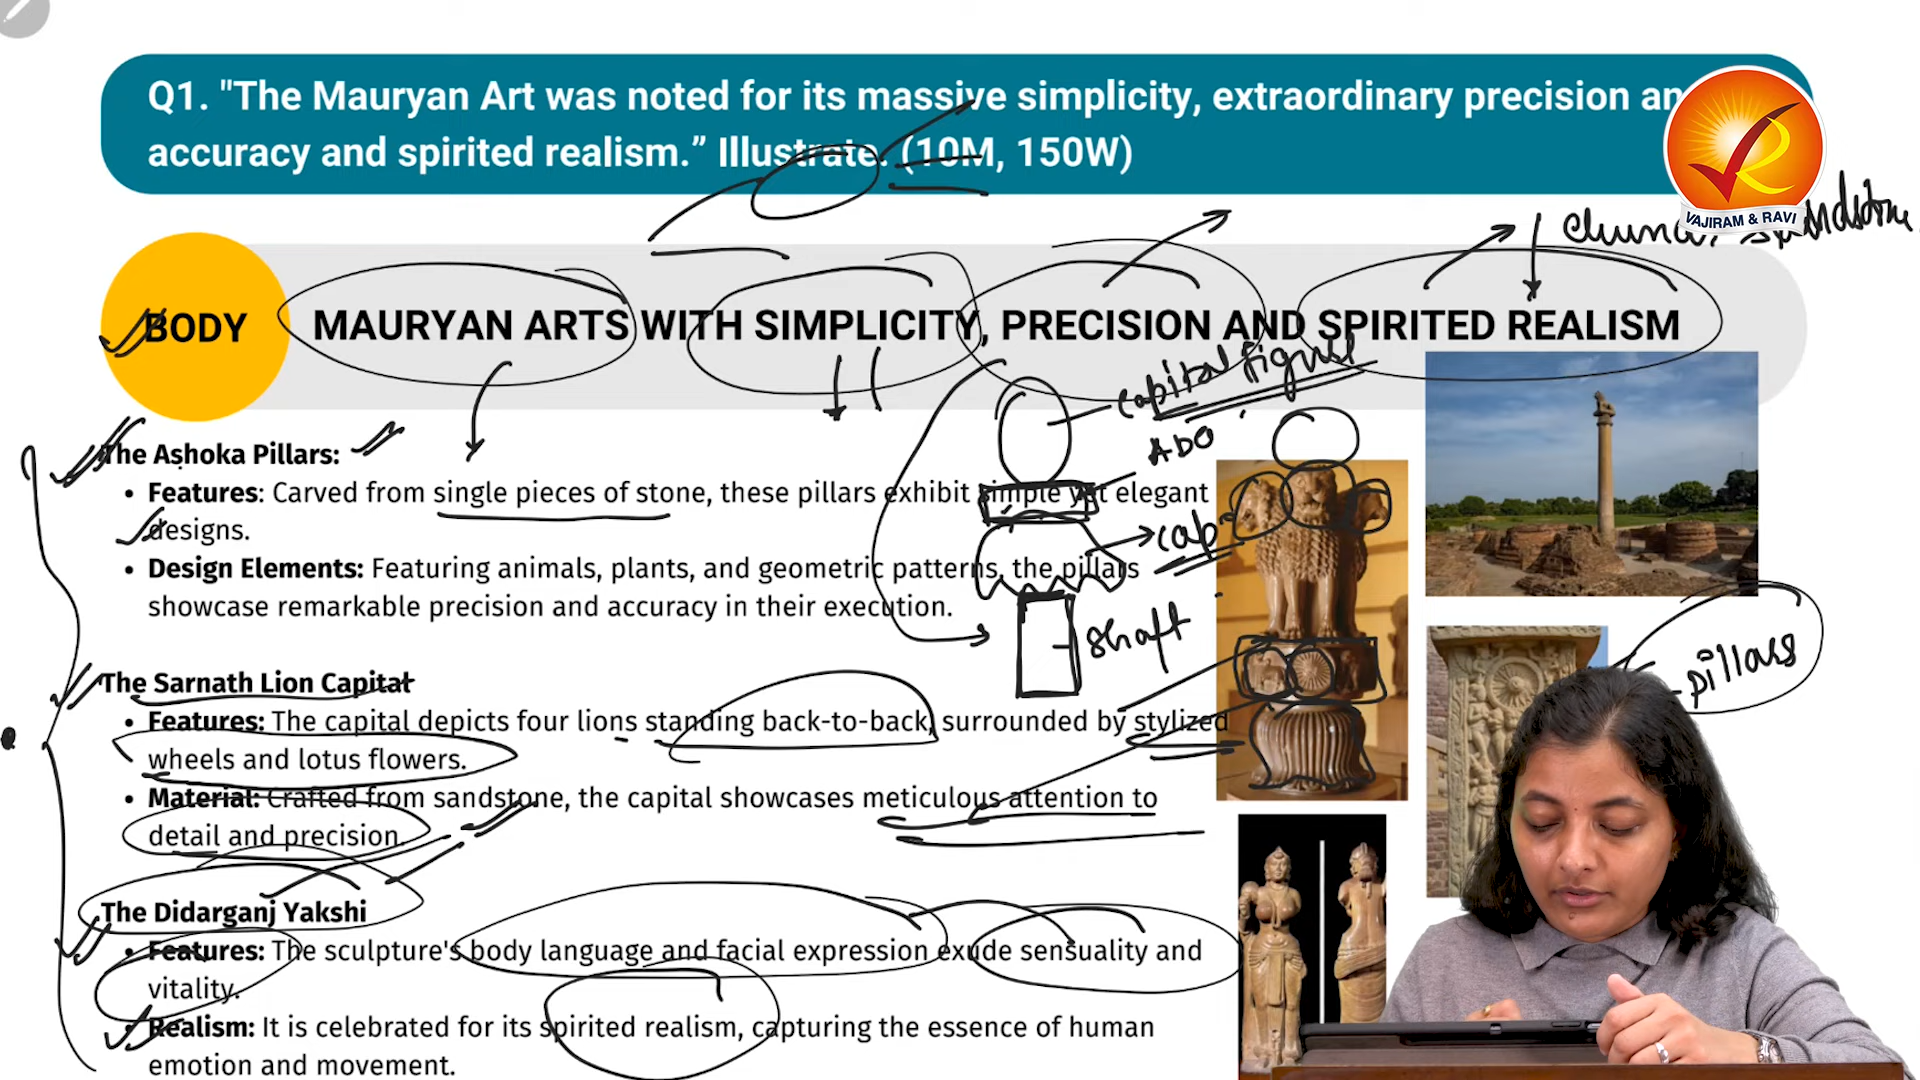 Q1. "The Mauryan Art was noted for its massive simplicity, extraordinary precision an
accuracy and spirited realism.” Illustrate. (10M, 150W)
VAJIRAM & RAVI
BODY
MAURYAN ARTS WITH SIMPLICITY, PRECISION AND SPIRITED REALISM
capital figure
The Ashoka Pillars:
• Features: Carved from single pieces of stone, these pillars exhibit simple yet elegant
designs.
• Design Elements: Featuring animals, plants, and geometric patterns, the pillars
showcase remarkable precision and accuracy in their execution.
shaft
pillars
The Sarnath Lion Capital
• Features: The capital depicts four lions standing back-to-back, surrounded by stylized
wheels and lotus flowers.
• Material: Crafted from sandstone, the capital showcases meticulous attention to
detail and precision.
The Didarganj Yakshi
• Features: The sculpture's body language and facial expression exude sensuality and
vitality.
• Realism: It is celebrated for its spirited realism, capturing the essence of human
emotion and movement.